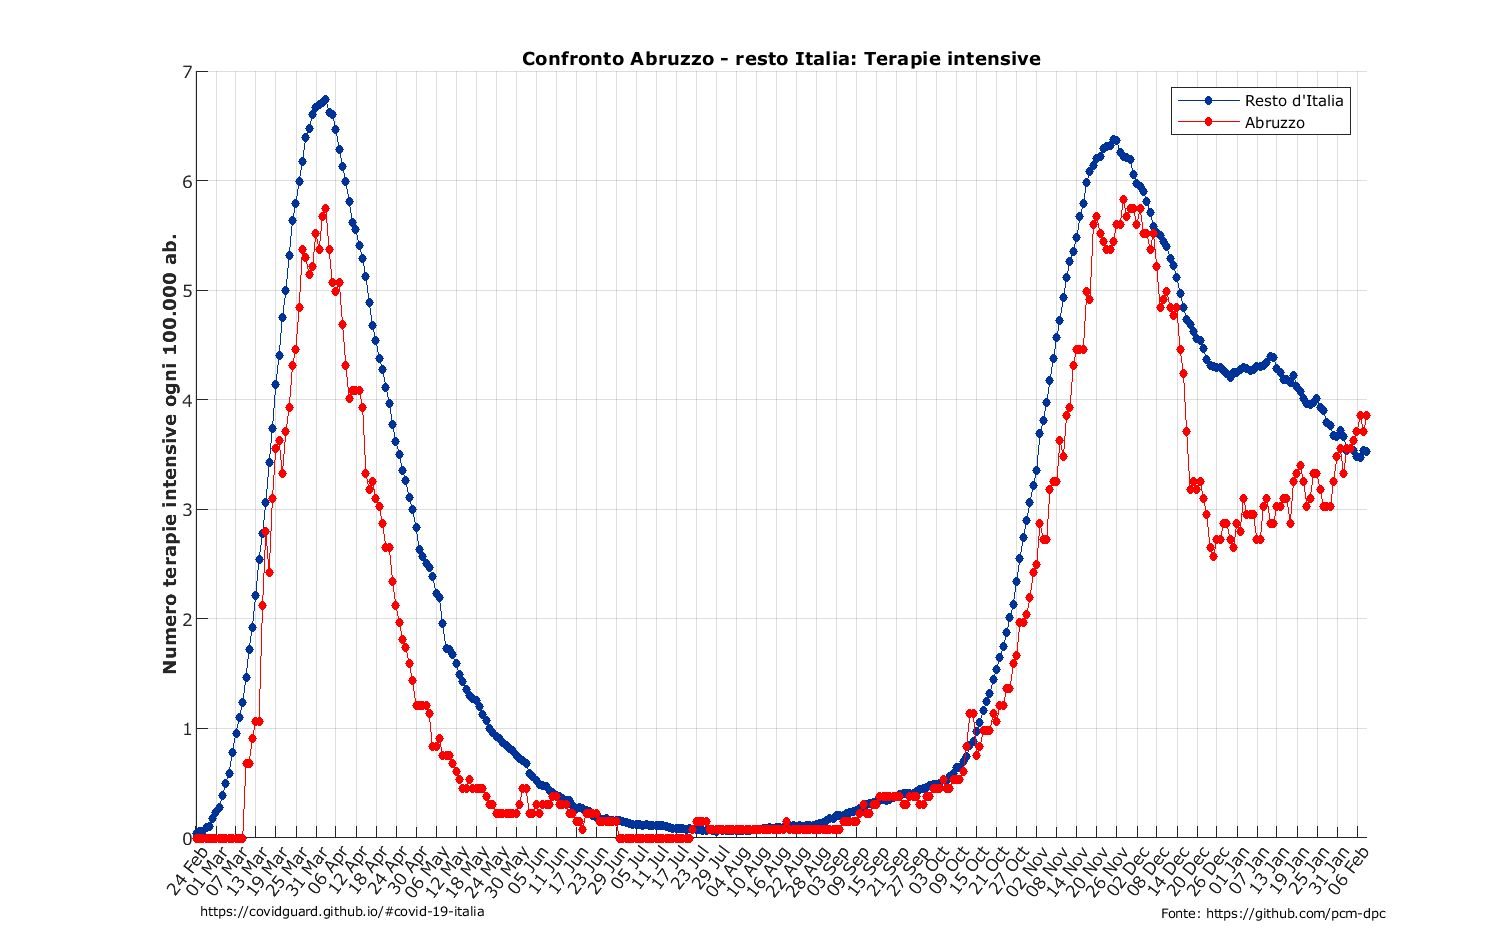 Confronto Abruzzo - resto Italia: Terapie intensive
Numero terapie intensive ogni 100.000 ab.
7
6
5
4
3
2
1
0
Resto d'Italia
Abruzzo
24 Feb
01 Mar
07 Mar
13 Mar
19 Mar
25 Mar
31 Mar
06 Apr
12 Apr
18 Apr
24 Apr
30 Apr
06 May
12 May
18 May
24 May
30 May
05 Jun
11 Jun
17 Jun
23 Jun
29 Jun
05 Jul
11 Jul
17 Jul
23 Jul
29 Jul
04 Aug
10 Aug
16 Aug
22 Aug
28 Aug
03 Sep
09 Sep
15 Sep
21 Sep
27 Sep
03 Oct
09 Oct
15 Oct
21 Oct
27 Oct
02 Nov
08 Nov
14 Nov
20 Nov
26 Nov
02 Dec
08 Dec
14 Dec
20 Dec
26 Dec
01 Jan
07 Jan
13 Jan
19 Jan
25 Jan
31 Jan
06 Feb
https://covidguard.github.io/#covid-19-italia
Fonte: https://github.com/pcm-dpc